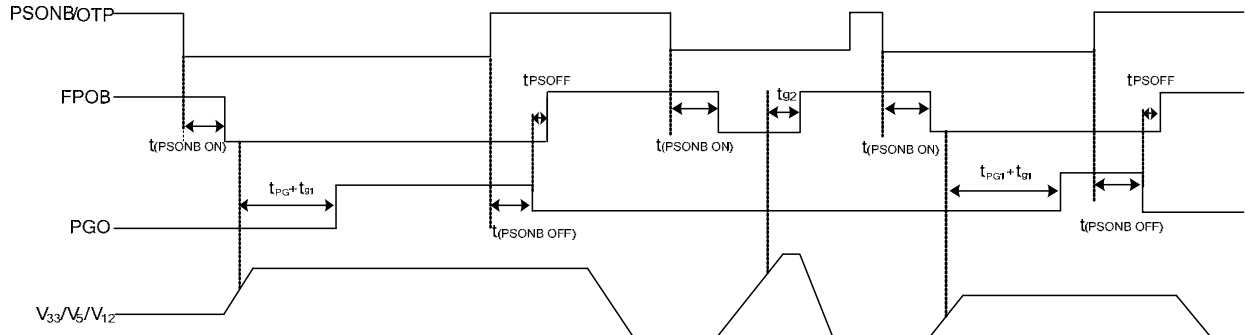 PSONB/OTP
tPSOFF
tPSOFF
FPOB
tg2
t(PSONB ON)
t(PSONB ON)
t(PSONB ON)
tPG+tg1
tPG1+tg1
PGO
t(PSONB OFF)
t(PSONB OFF)
V33/V5/V12